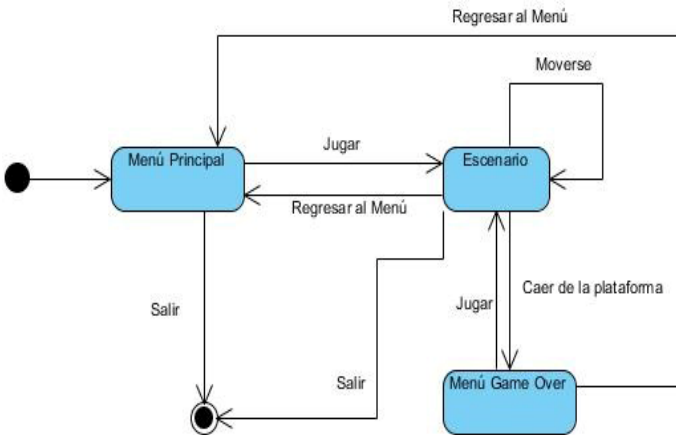 Regresar al Menú
Moverse
Jugar
Menú Principal
Escenario
Regresar al Menú
Caer de la plataforma
Jugar
Salir
Salir
Menú Game Over